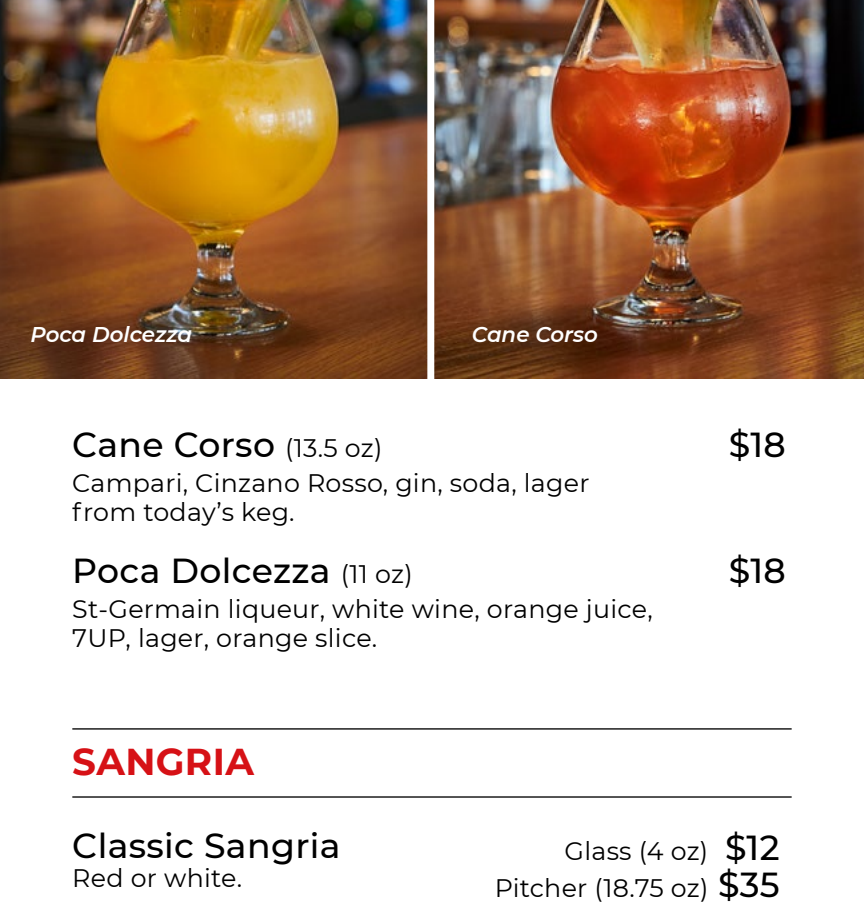 Poca Dolcezza
Cane Corso
Cane Corso (13.5 oz) $18
Campari, Cinzano Rosso, gin, soda, lager
from today’s keg.
Poca Dolcezza (11 oz) $18
St-Germain liqueur, white wine, orange juice,
7UP, lager, orange slice.
SANGRIA
Classic Sangria Glass (4 oz) $12
Red or white. Pitcher (18.75 oz) $35